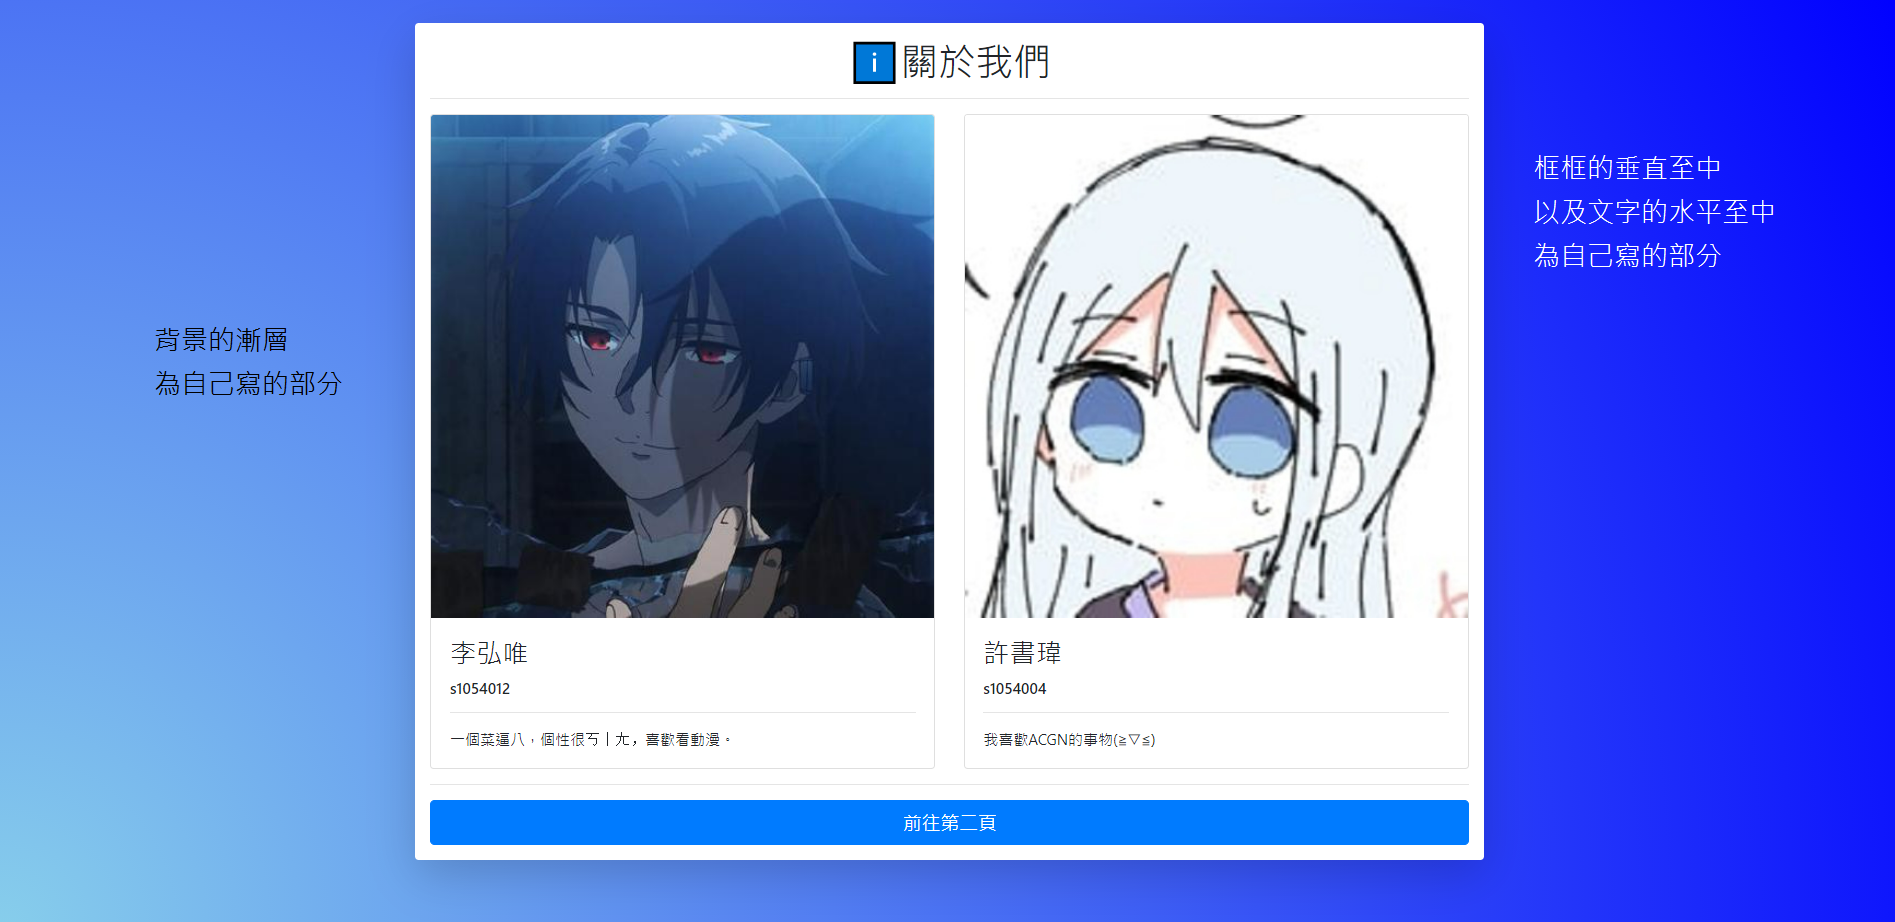 i 關於我們
背景的漸層
為自己寫的部分
李弘唯
s1054012
一個菜逼八，個性很ㄎㄧㄤ，喜歡看動漫。
許書瑋
s1054004
我喜歡ACGN的事物(≧▽≦)
前往第二頁
框框的垂直至中
以及文字的水平至中
為自己寫的部分